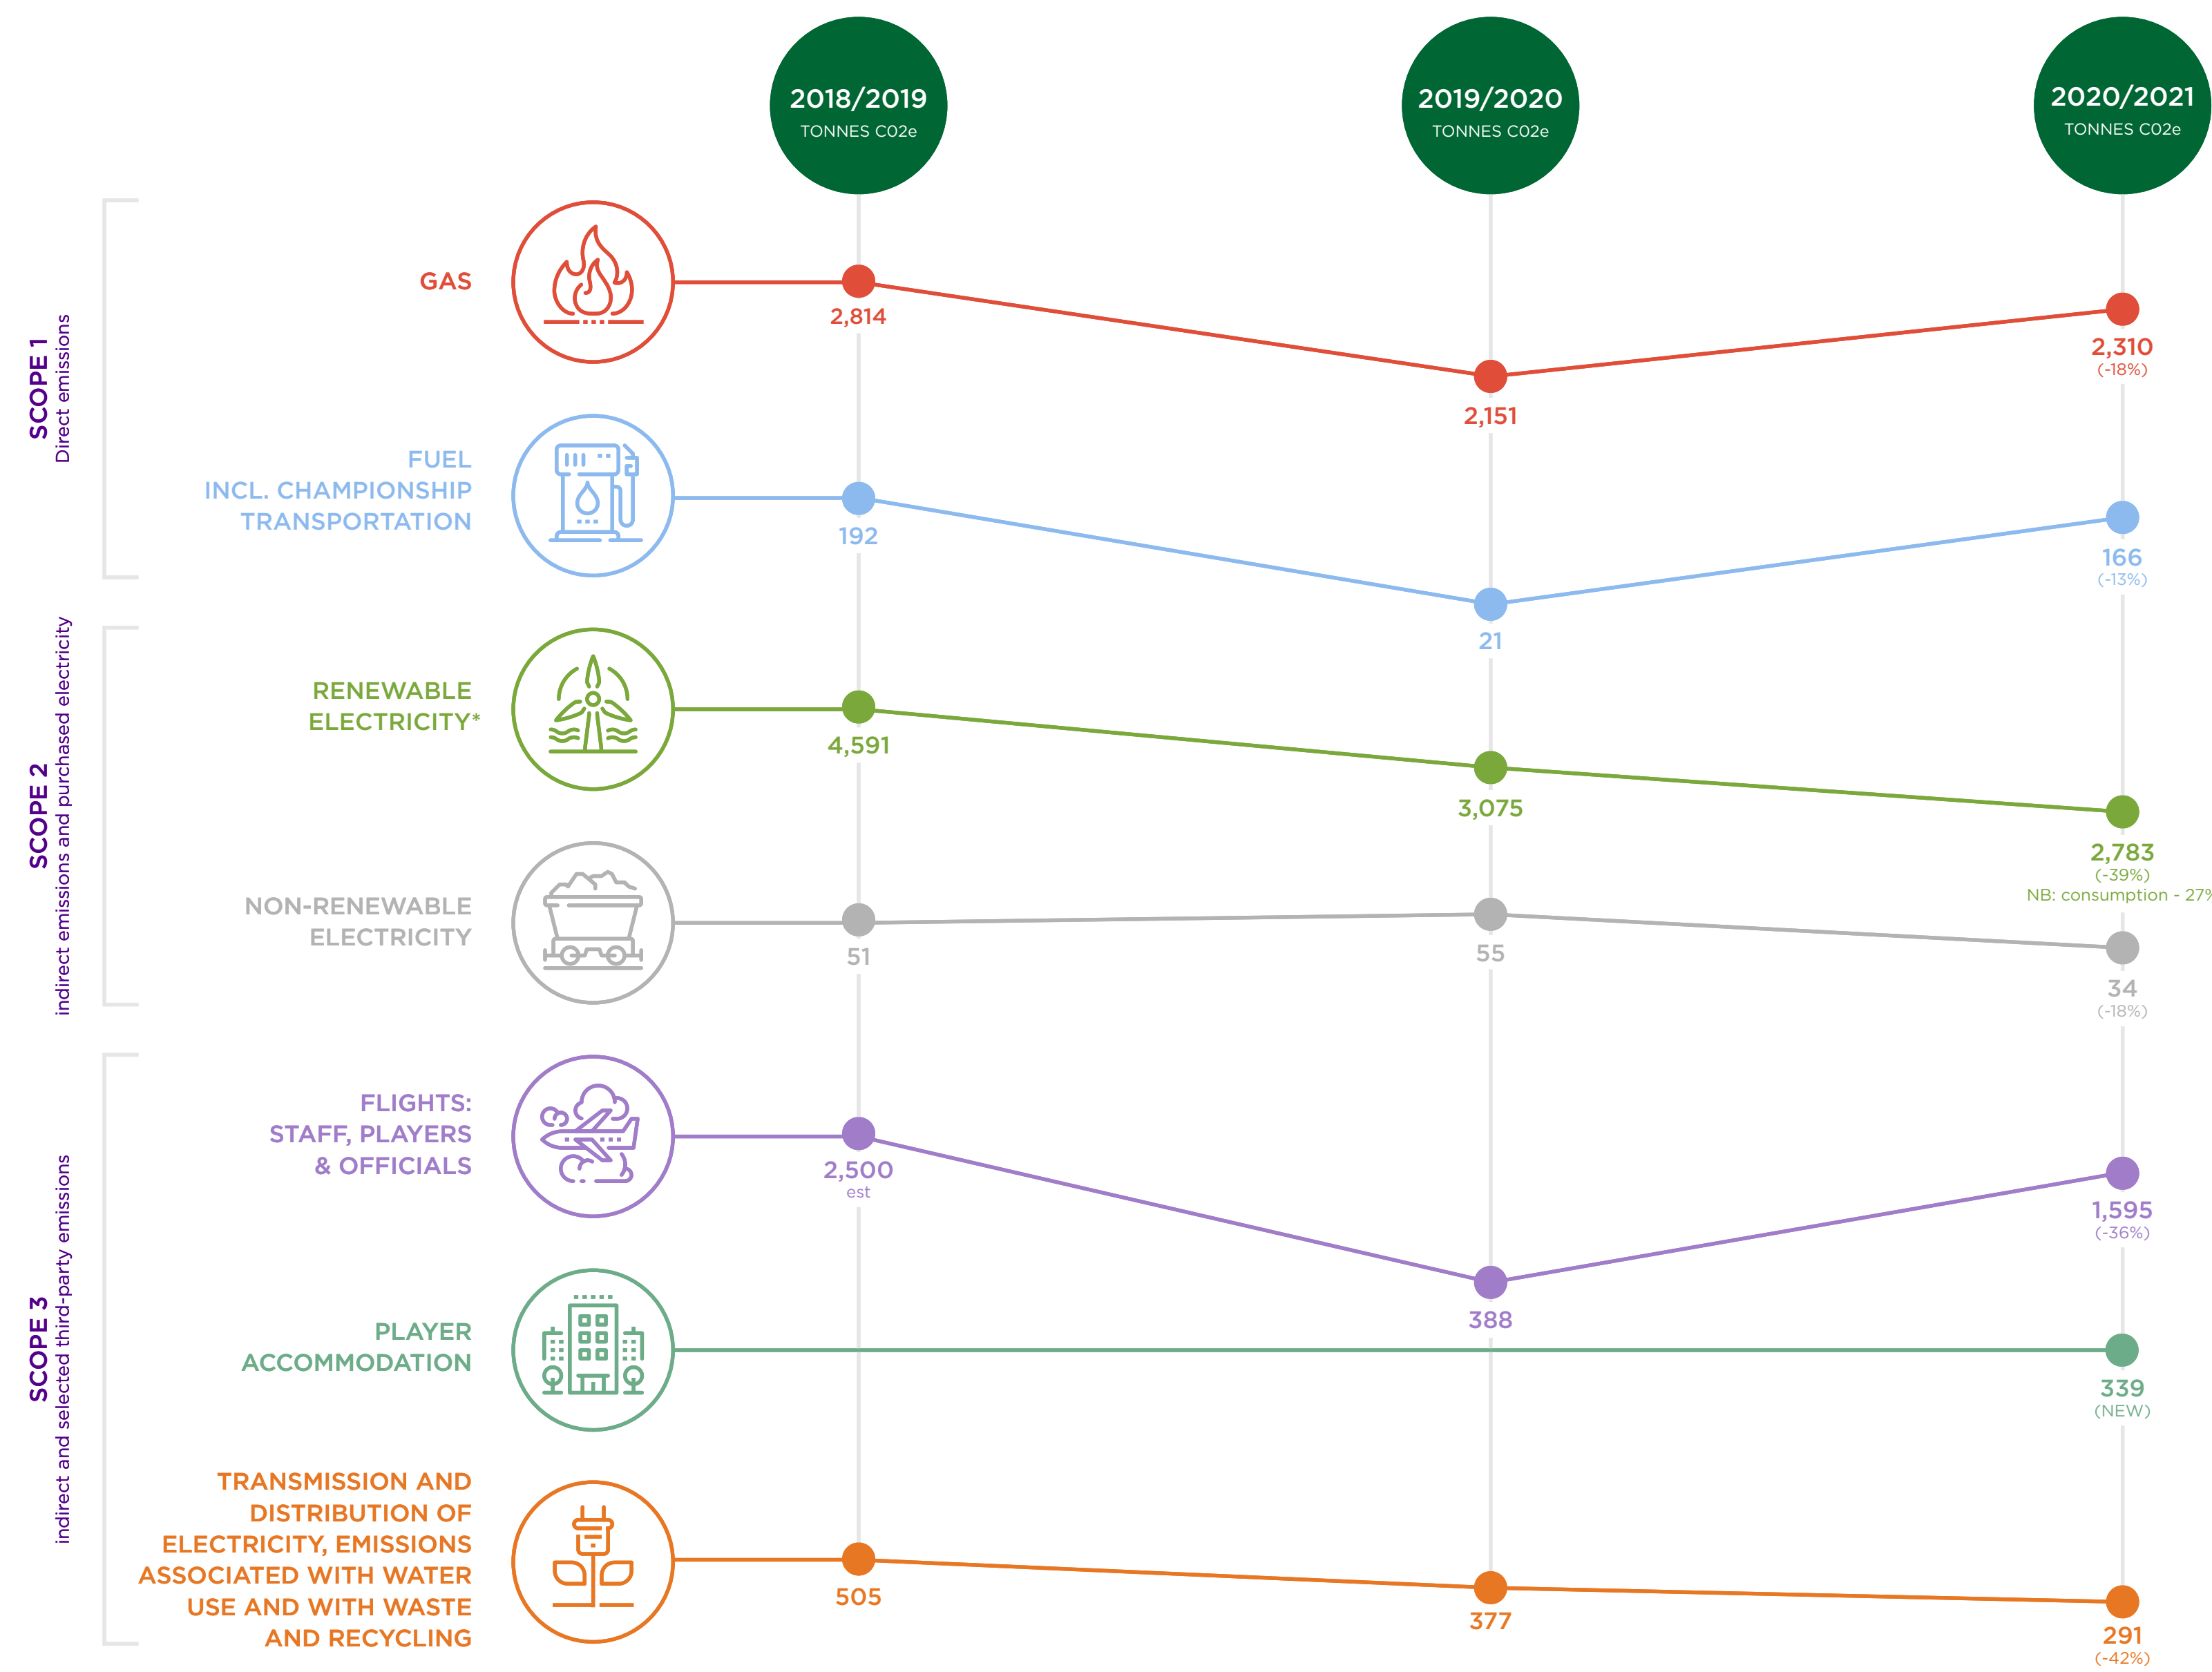 2018/2019
TONNES C02e
2019/2020
TONNES C02e
2020/2021
TONNES C02e
SCOPE 1
Direct emissions
GAS
2,814
2,151
2,310
(-18%)
FUEL
INCL. CHAMPIONSHIP
TRANSPORTATION
192
21
166
(-13%)
SCOPE 2
indirect emissions and purchased electricity
RENEWABLE
ELECTRICITY*
4,591
3,075
2,783
(-39%)
NB: consumption - 27%
NON-RENEWABLE
ELECTRICITY
51
55
34
(-18%)
SCOPE 3
indirect and selected third-party emissions
FLIGHTS:
STAFF, PLAYERS
& OFFICIALS
2,500
est
388
1,595
(-36%)
PLAYER
ACCOMMODATION
339
(NEW)
TRANSMISSION AND
DISTRIBUTION OF
ELECTRICITY, EMISSIONS
ASSOCIATED WITH WATER
USE AND WITH WASTE
AND RECYCLING
505
377
291
(-42%)